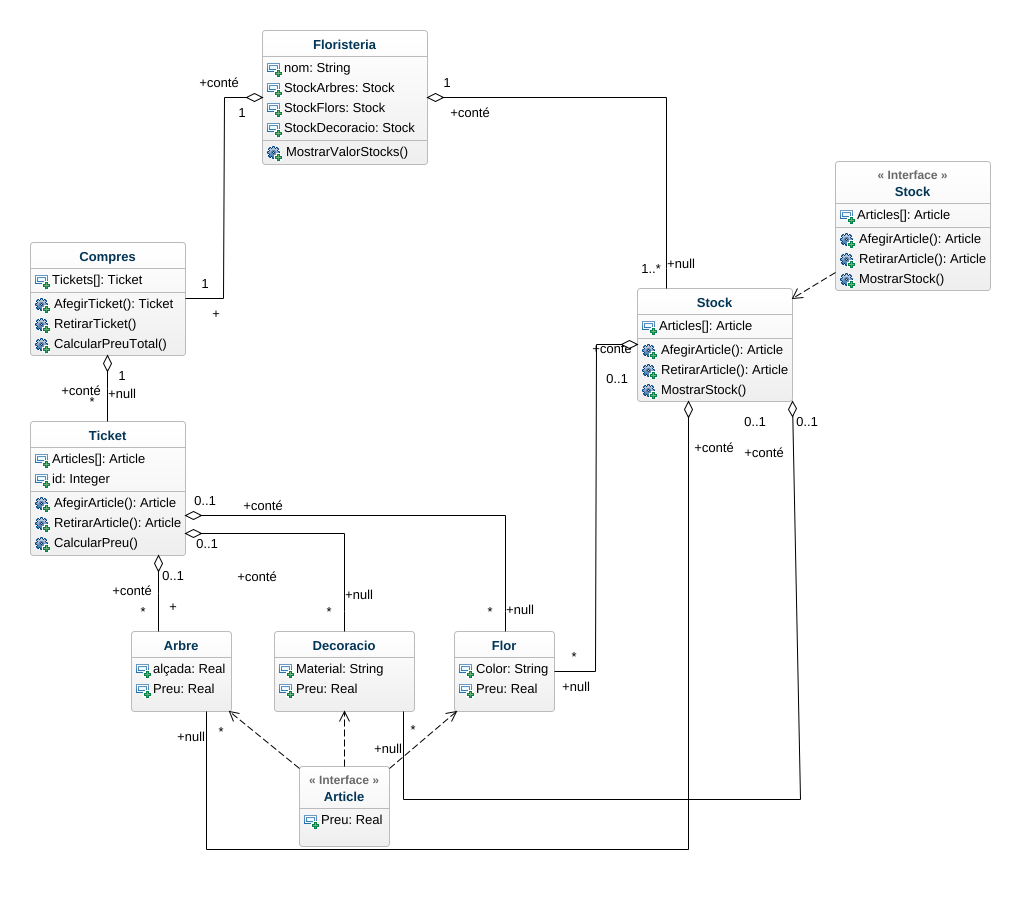 Floristeria
nom: String
StockArbres: Stock
StockFlors: Stock
StockDecoracio: Stock
MostrarValorStocks()
+conté
1
1
+conté
« Interface »
Stock
Articles[]: Article
AfegirArticle(): Article
RetirarArticle(): Article
MostrarStock()
Compres
Tickets[]: Ticket
AfegirTicket(): Ticket
RetirarTicket()
CalcularPreuTotal()
1
+
1..*
+null
Stock
Articles[]: Article
AfegirArticle(): Article
RetirarArticle(): Article
MostrarStock()
+conté
0..1
1
+conté
*
+null
0..1
0..1
+conté
+conté
Ticket
Articles[]: Article
id: Integer
AfegirArticle(): Article
RetirarArticle(): Article
CalcularPreu()
0..1
+conté
0..1
0..1
+conté
+conté
*
+
+null
*
*
+null
Arbre
alçada: Real
Preu: Real
Decoracio
Material: String
Preu: Real
Flor
Color: String
Preu: Real
*
+null
+null
*
*
+null
« Interface »
Article
Preu: Real